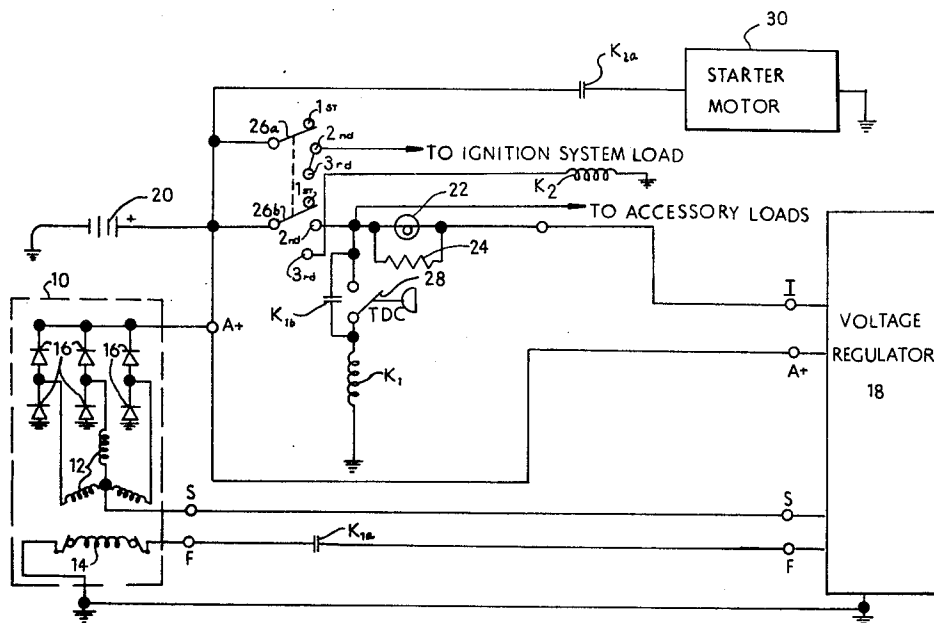 30
K2a
STARTER
MOTOR
1ST
26a
2nd
TO IGNITION SYSTEM LOAD
3rd
1ST
K2
20
26b
22
TO ACCESSORY LOADS
+
2nd
24
3rd
28
10
K1b
TDC
I
A+
VOLTAGE
REGULATOR
16
16
A+
18
K1
12
S
S
K1a
14
F
F